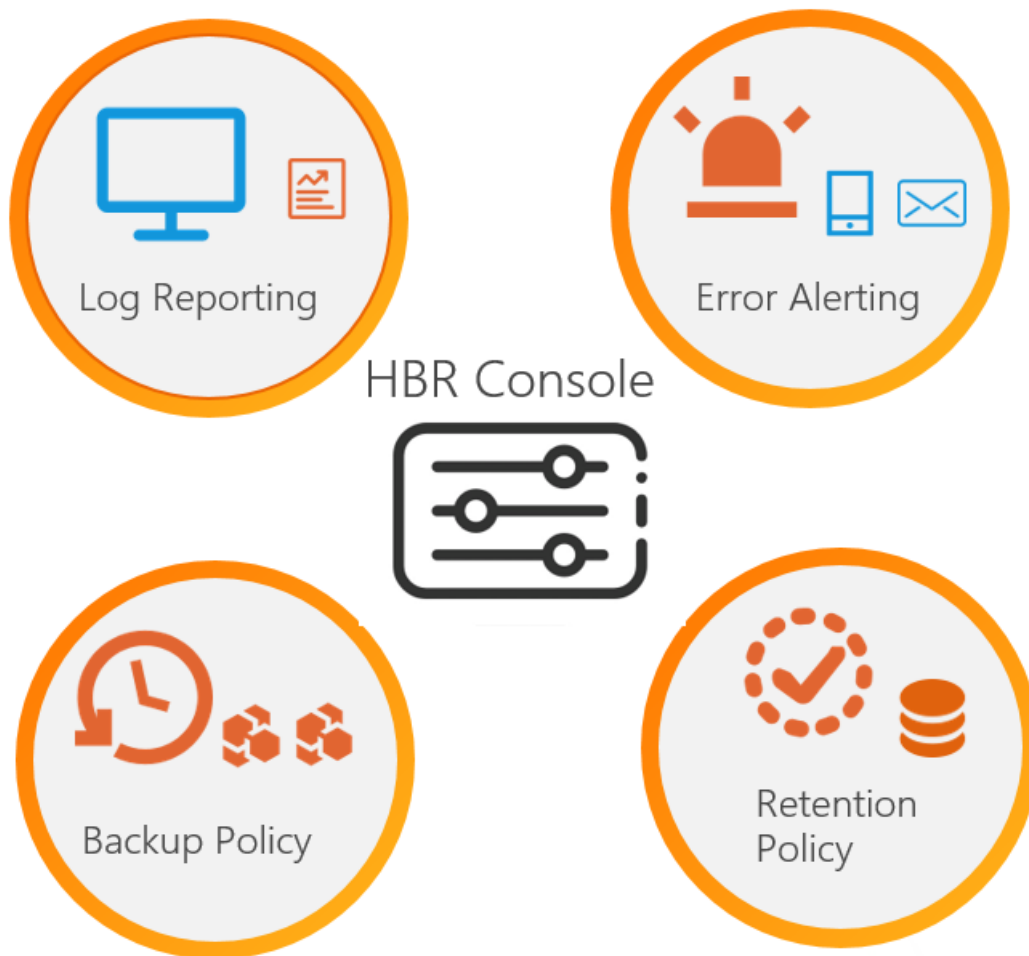 Log Reporting
Error Alerting
HBR Console
Backup Policy
Retention
Policy